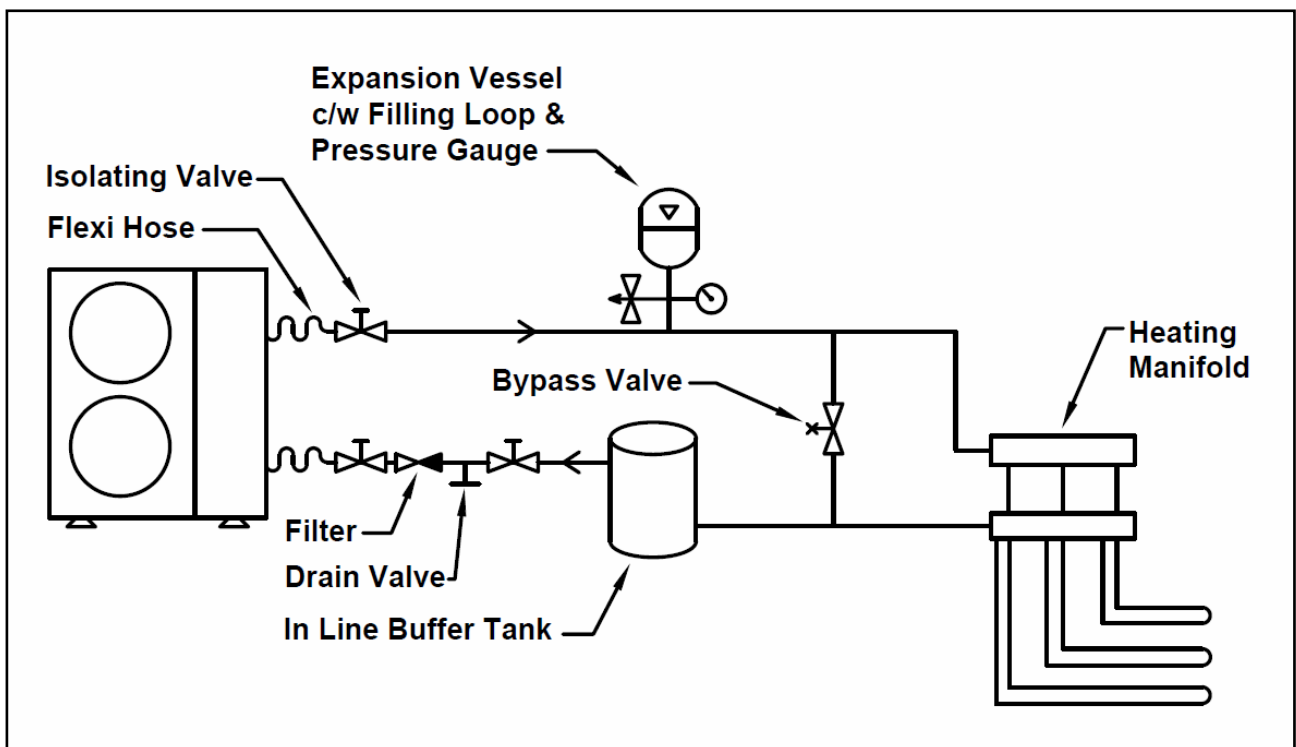 Expansion Vessel
c/w Filling Loop &
Pressure Gauge
Isolating Valve
Flexi Hose
Heating
Manifold
Bypass Valve
Filter
Drain Valve
In Line Buffer Tank